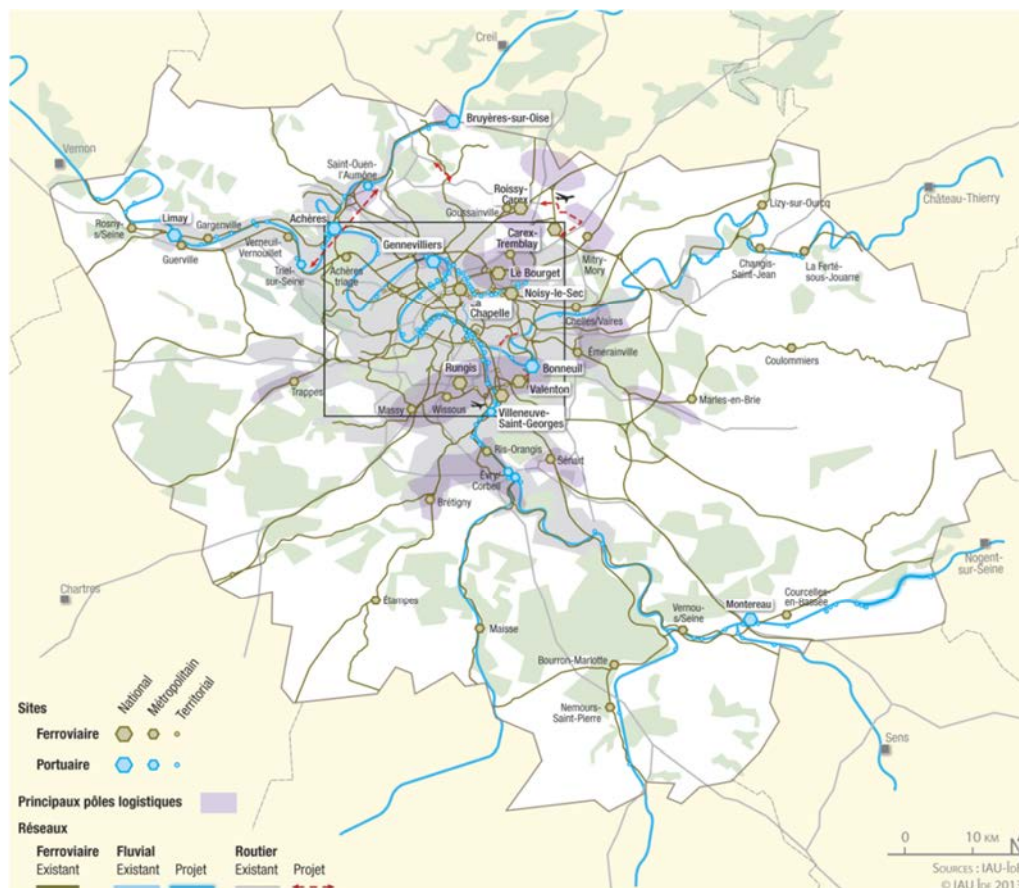 Creil
Bruyères-sur-Oise
Vernon
Saint-Ouen-
l'Aumône
Roissy-
Carex
Château-Thierry
Goussainville
Lizy-sur-Ourcq
Limay
Achères
Rosny-
s/Seine
Gargenville
Gennevilliers
Carex-
Tremblay
Verneuil-
Vernouillet
Guerville
Mitry-
Mory
Changis-
Saint-Jean
La Ferté-
sous-Jouarre
Triel-
sur-Seine
Achères
triage
Le Bourget
Noisy-le-Sec
La
Chapelle
Chelles/Vaires
Émerainville
Coulommiers
Bonneuil
Rungis
Trappes
Valenton
Marles-en-Brie
Massy
Wissous
Villeneuve-
Saint-Georges
Ris-Orangis
Sénart
Évry-
Corbeil
Brétigny
Nogent-
sur-Seine
Chartres
Étampes
Courcelles-
en-Bassée
Montereau
Vernou-
s/Seine
Maisse
Bourron-Marlotte
Nemours-
Saint-Pierre
Sens
Sites
National
Métropolitain
Territorial
Ferroviaire
Portuaire
Principaux pôles logistiques
Réseaux
Ferroviaire Fluvial Routier
Existant Existant Projet Existant Projet
0 10 KM
N
SOURCES : IAU-ÎdF
© IAU ÎDF 201